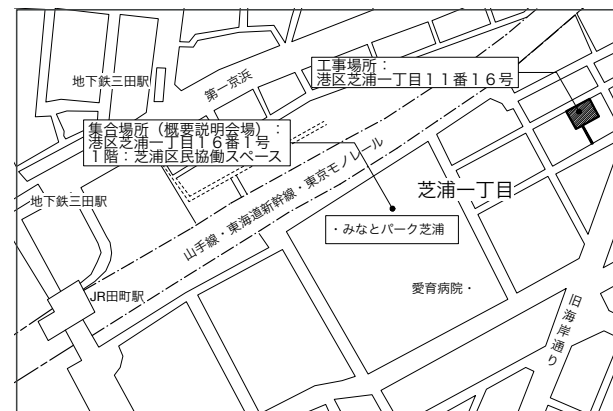 工事場所：
港区芝浦一丁目１１番１６号
地下鉄三田駅
第一京浜
集合場所（概要説明会場）：
港区芝浦一丁目１６番１号
１階：芝浦区民協働スペース
山手線・東海道新幹線・東京モノレール
芝浦一丁目
地下鉄三田駅
・みなとパーク芝浦
愛育病院・
JR田町駅
旧海岸通り